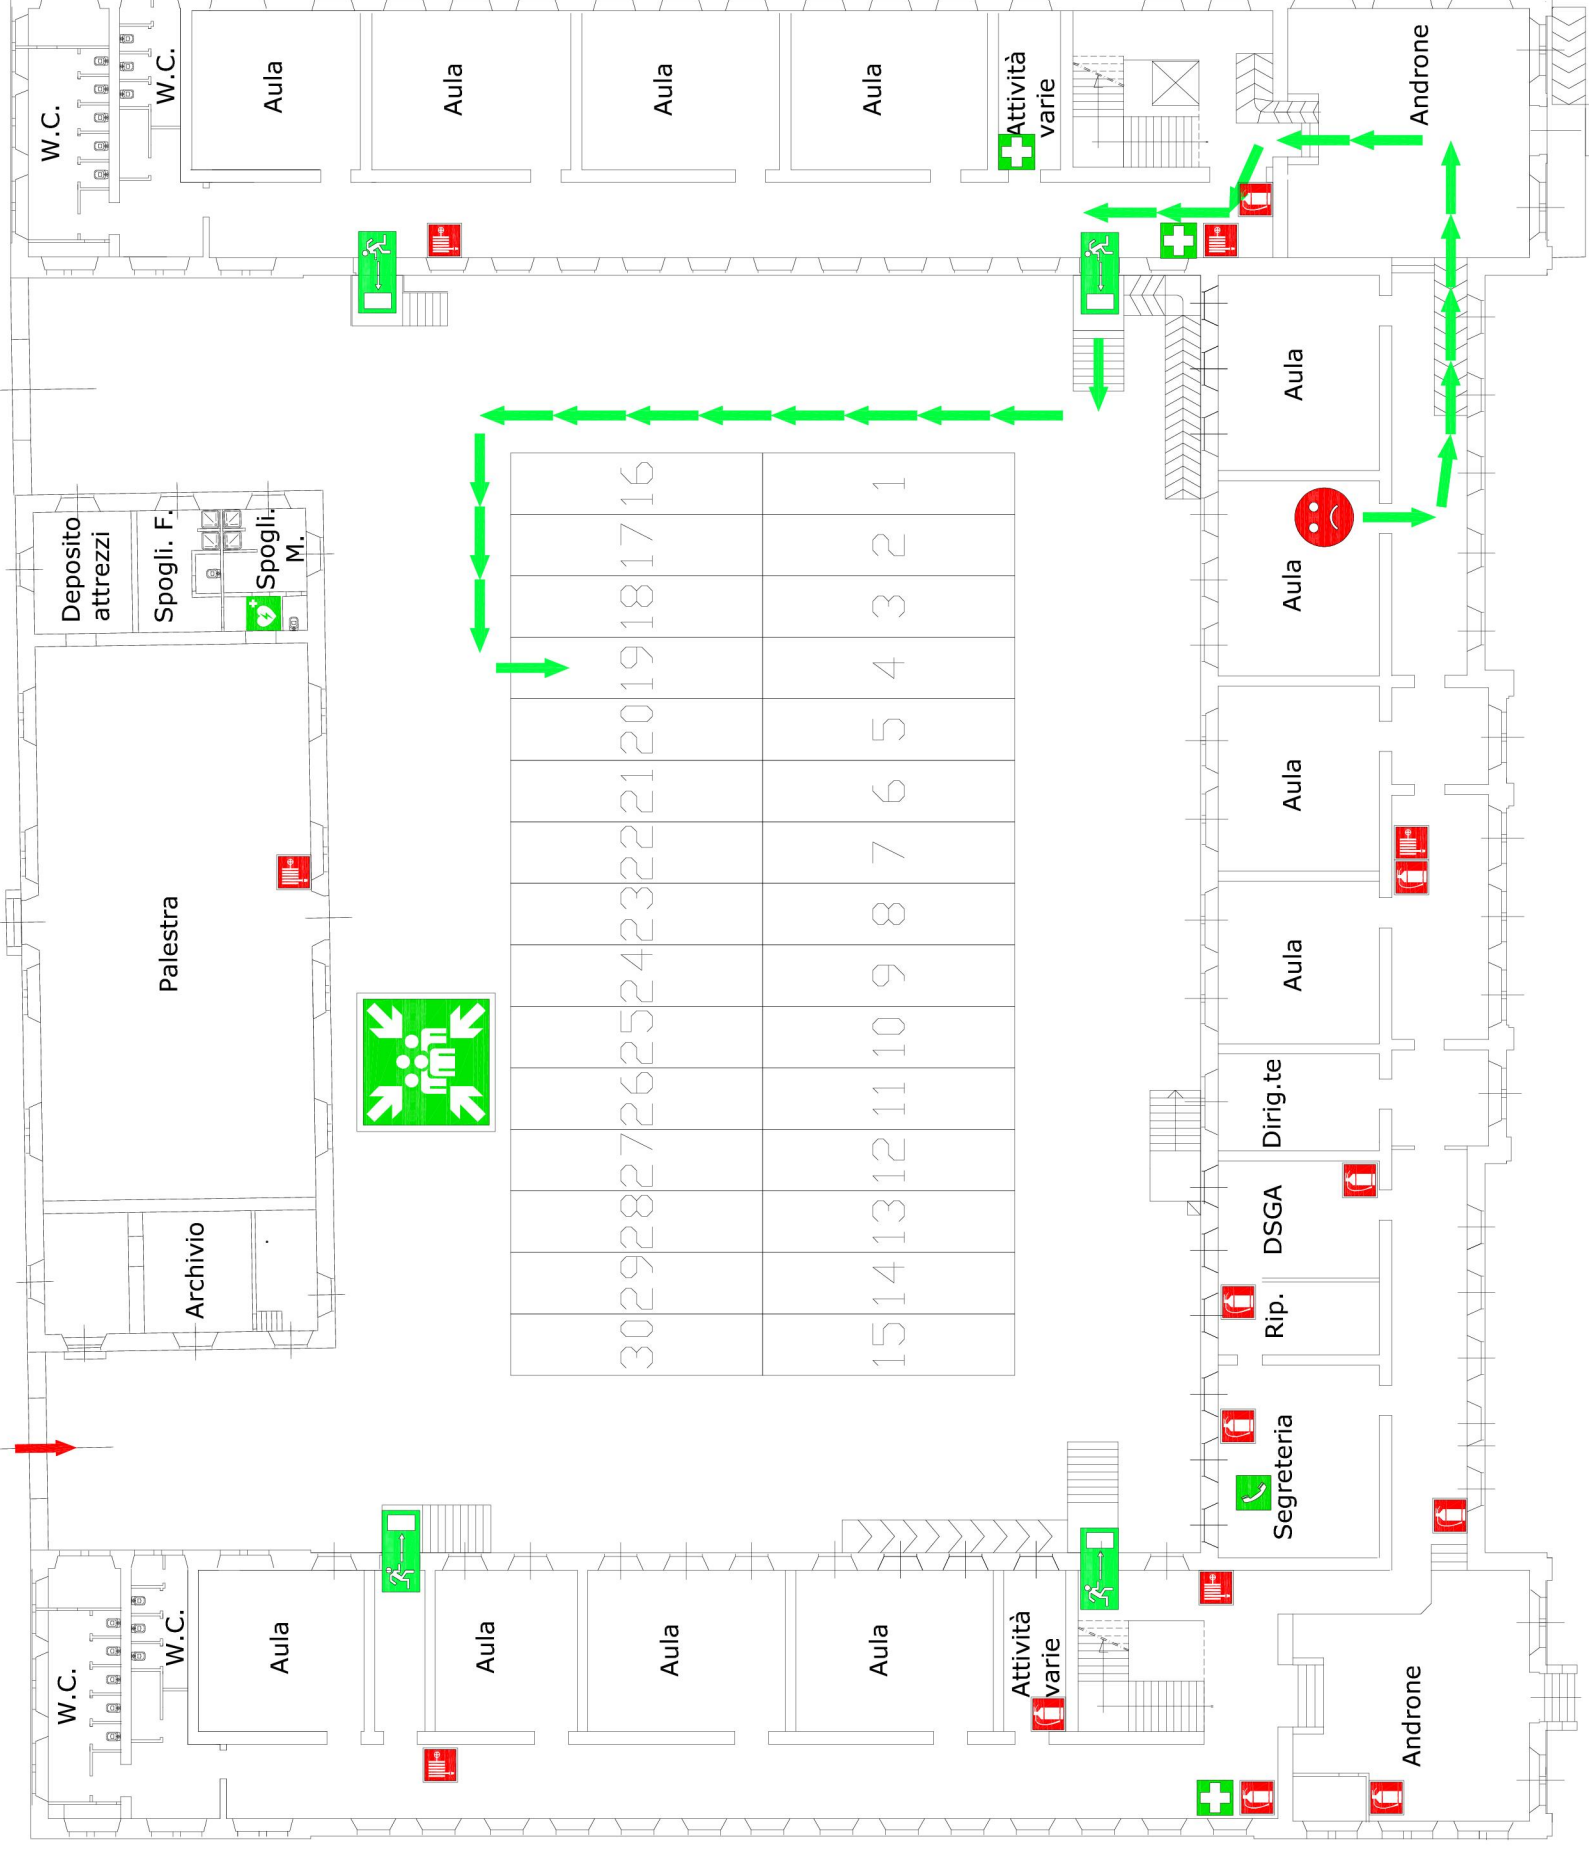 W.C.
W.C.
Aula
Aula
Aula
Aula
Attività
varie
Androne
Deposito
attrezzi
Spogli. F.
Spogli.
M.
Palestra
Archivio
16
17
18
19
20
21
22
23
24
25
26
27
28
29
30
1
2
3
4
5
6
7
8
9
10
11
12
13
14
15
Aula
Aula
Aula
Aula
Dirig.te
DSGA
Rip.
Segreteria
W.C.
W.C.
Aula
Aula
Aula
Aula
Attività
varie
Androne